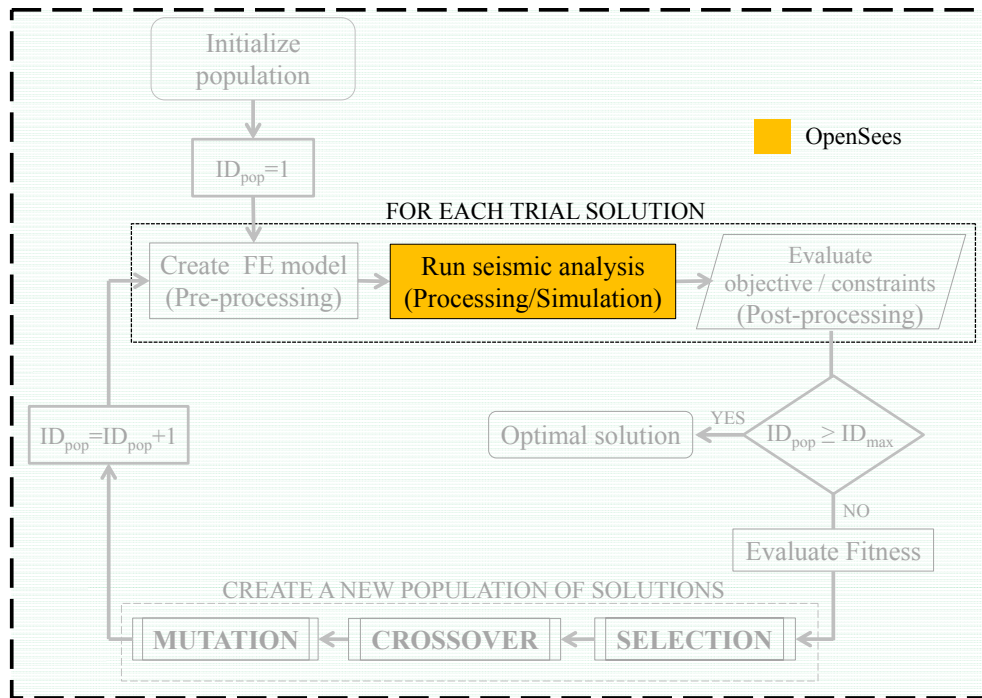 Initialize
population
OpenSees
ID_pop=1
FOR EACH TRIAL SOLUTION
Create FE model
(Pre-processing)
Run seismic analysis
(Processing/Simulation)
Evaluate
objective / constraints
(Post-processing)
ID_pop=ID_pop+1
Optimal solution
YES
ID_pop ≥ ID_max
NO
Evaluate Fitness
CREATE A NEW POPULATION OF SOLUTIONS
MUTATION
CROSSOVER
SELECTION